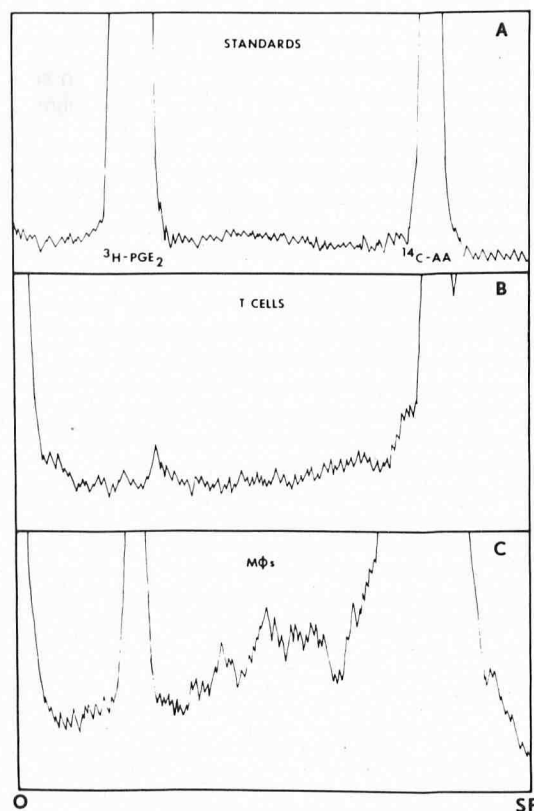 A
STANDARDS
³H-PGE₂ ¹⁴C-AA
B
T CELLS
C
MΦs
O SF